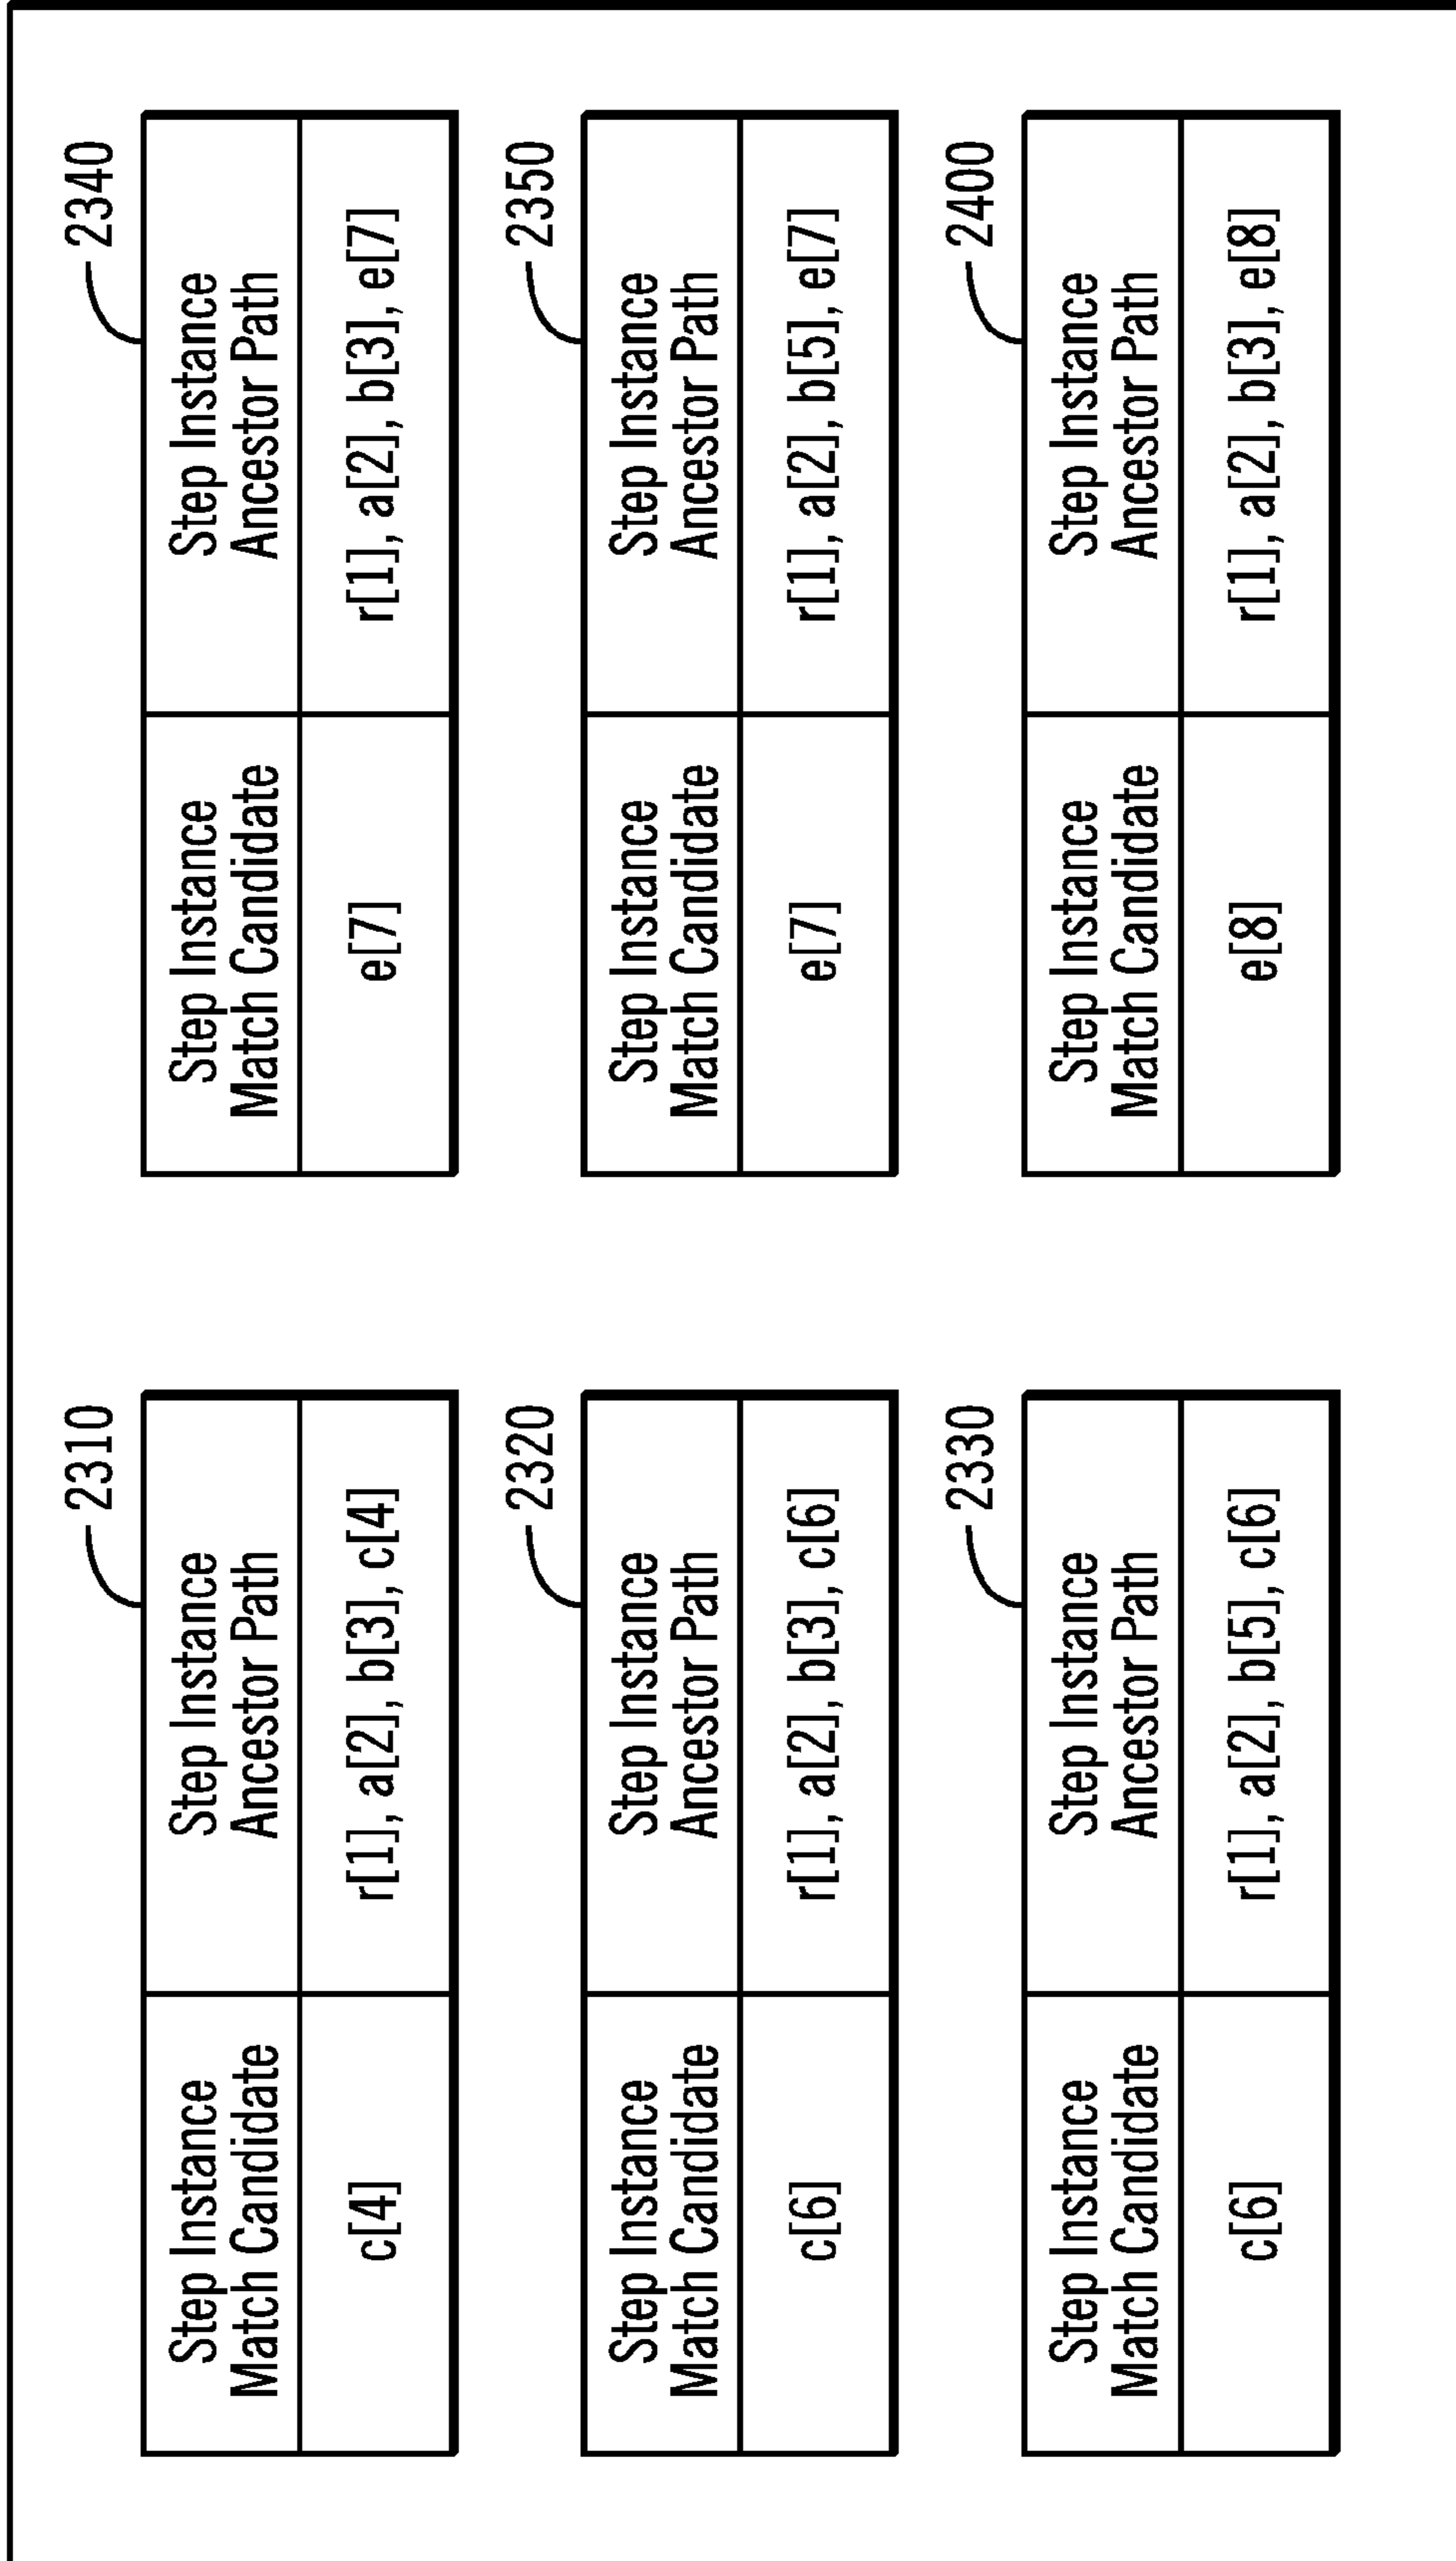 2310
Step Instance
Match Candidate
Step Instance
Ancestor Path
c[4]
r[1], a[2], b[3], c[4]
2320
Step Instance
Match Candidate
Step Instance
Ancestor Path
c[6]
r[1], a[2], b[3], c[6]
2330
Step Instance
Match Candidate
Step Instance
Ancestor Path
c[6]
r[1], a[2], b[5], c[6]
2340
Step Instance
Match Candidate
Step Instance
Ancestor Path
e[7]
r[1], a[2], b[3], e[7]
2350
Step Instance
Match Candidate
Step Instance
Ancestor Path
e[7]
r[1], a[2], b[5], e[7]
2400
Step Instance
Match Candidate
Step Instance
Ancestor Path
e[8]
r[1], a[2], b[3], e[8]